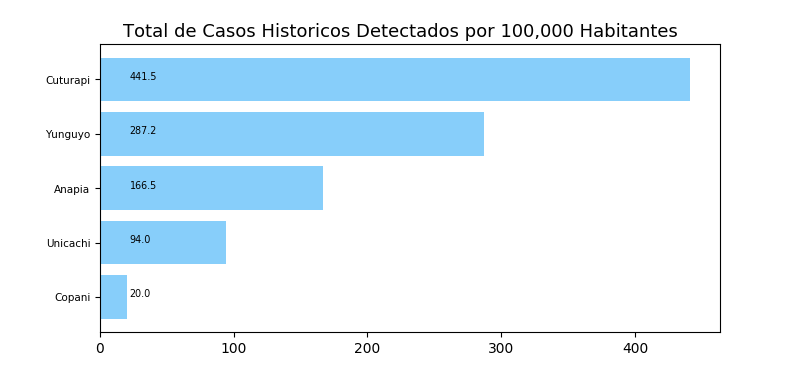 Total de Casos Historicos Detectados por 100,000 Habitantes
Cuturapi 441.5
Yunguyo 287.2
Anapia 166.5
Unicachi 94.0
Copani 20.0
0 100 200 300 400